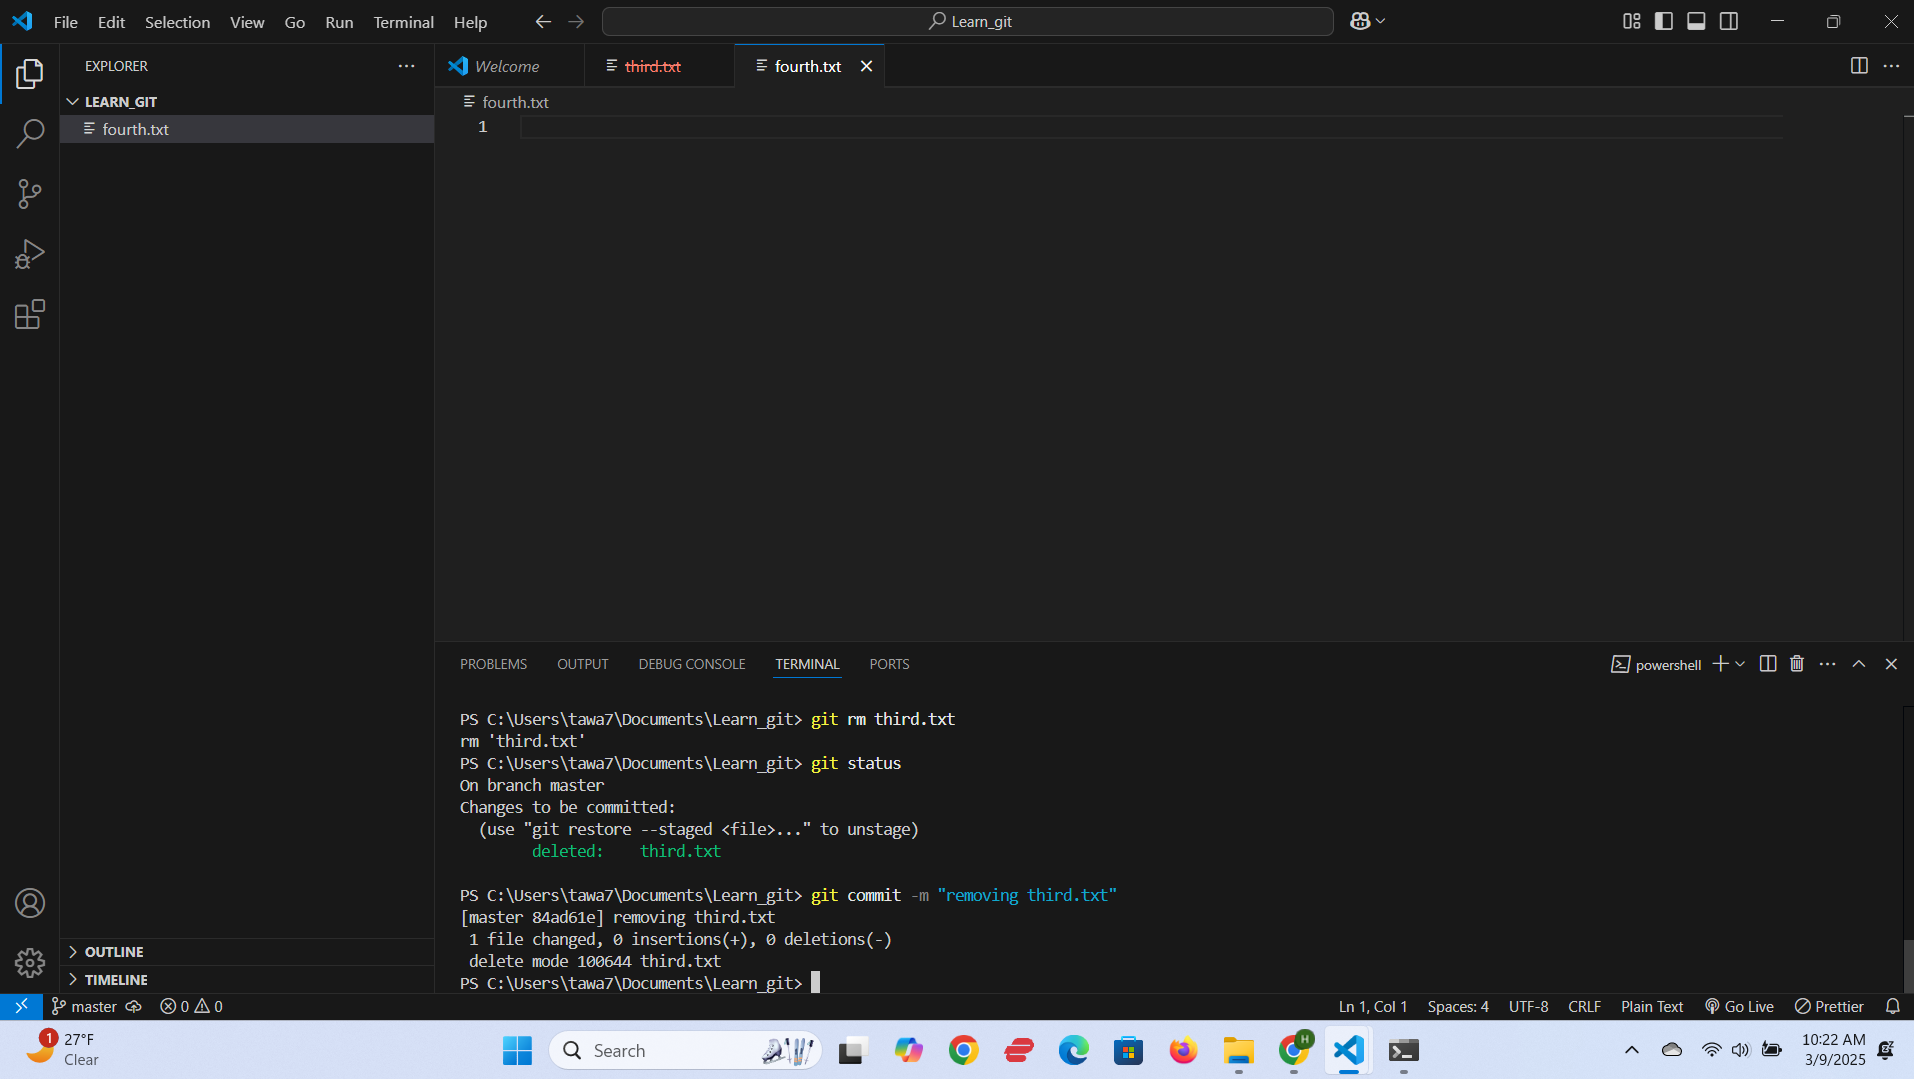 File Edit Selection View Go Run Terminal Help
Learn_git
EXPLORER
LEARN_GIT
fourth.txt
OUTLINE
TIMELINE
Welcome
third.txt
fourth.txt
fourth.txt
1
PROBLEMS OUTPUT DEBUG CONSOLE TERMINAL PORTS
powershell
PS C:\Users\tawa7\Documents\Learn_git> git rm third.txt
rm 'third.txt'
PS C:\Users\tawa7\Documents\Learn_git> git status
On branch master
Changes to be committed:
  (use "git restore --staged <file>..." to unstage)
        deleted:    third.txt
PS C:\Users\tawa7\Documents\Learn_git> git commit -m "removing third.txt"
[master 84ad61e] removing third.txt
 1 file changed, 0 insertions(+), 0 deletions(-)
 delete mode 100644 third.txt
PS C:\Users\tawa7\Documents\Learn_git>
master 0 0
Ln 1, Col 1 Spaces: 4 UTF-8 CRLF Plain Text Go Live Prettier
1
27°F
Clear
Search
H
10:22 AM
3/9/2025